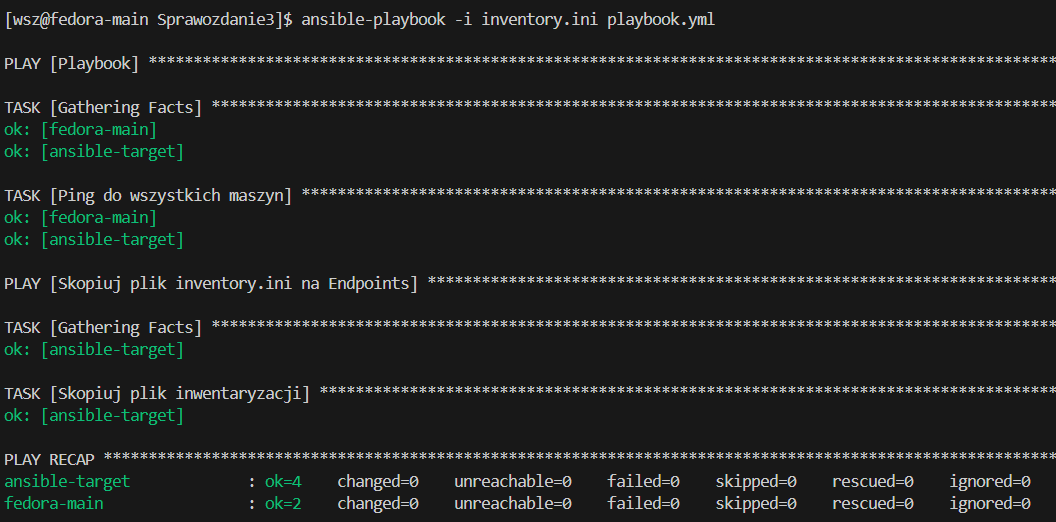 [wsz@fedora-main Sprawozdanie3]$ ansible-playbook -i inventory.ini playbook.yml
PLAY [Playbook] *****************************************************************************************************
TASK [Gathering Facts] **********************************************************************************************
ok: [fedora-main]
ok: [ansible-target]
TASK [Ping do wszystkich maszyn] ************************************************************************************
ok: [fedora-main]
ok: [ansible-target]
PLAY [Skopiuj plik inventory.ini na Endpoints] **********************************************************************
TASK [Gathering Facts] **********************************************************************************************
ok: [ansible-target]
TASK [Skopiuj plik inwentaryzacji] **********************************************************************************
ok: [ansible-target]
PLAY RECAP **********************************************************************************************************
ansible-target             : ok=4    changed=0    unreachable=0    failed=0    skipped=0    rescued=0    ignored=0
fedora-main                : ok=2    changed=0    unreachable=0    failed=0    skipped=0    rescued=0    ignored=0